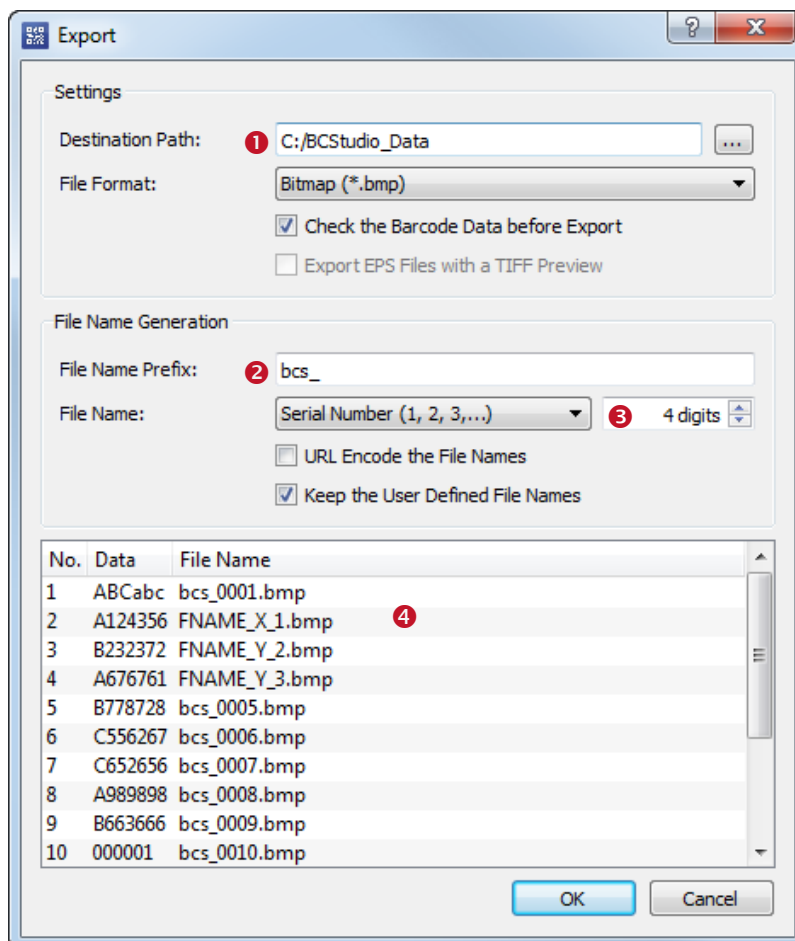 Export
Settings
Destination Path: ❶ C:/BCStudio_Data ...
File Format: Bitmap (*.bmp)
Check the Barcode Data before Export
Export EPS Files with a TIFF Preview
File Name Generation
File Name Prefix: ❷ bcs_
File Name: Serial Number (1, 2, 3,...) ❸ 4 digits
URL Encode the File Names
Keep the User Defined File Names
No. Data File Name
1 ABCabc bcs_0001.bmp
2 A124356 FNAME_X_1.bmp ❹
3 B232372 FNAME_Y_2.bmp
4 A676761 FNAME_Y_3.bmp
5 B778728 bcs_0005.bmp
6 C556267 bcs_0006.bmp
7 C652656 bcs_0007.bmp
8 A989898 bcs_0008.bmp
9 B663666 bcs_0009.bmp
10 000001 bcs_0010.bmp
OK Cancel